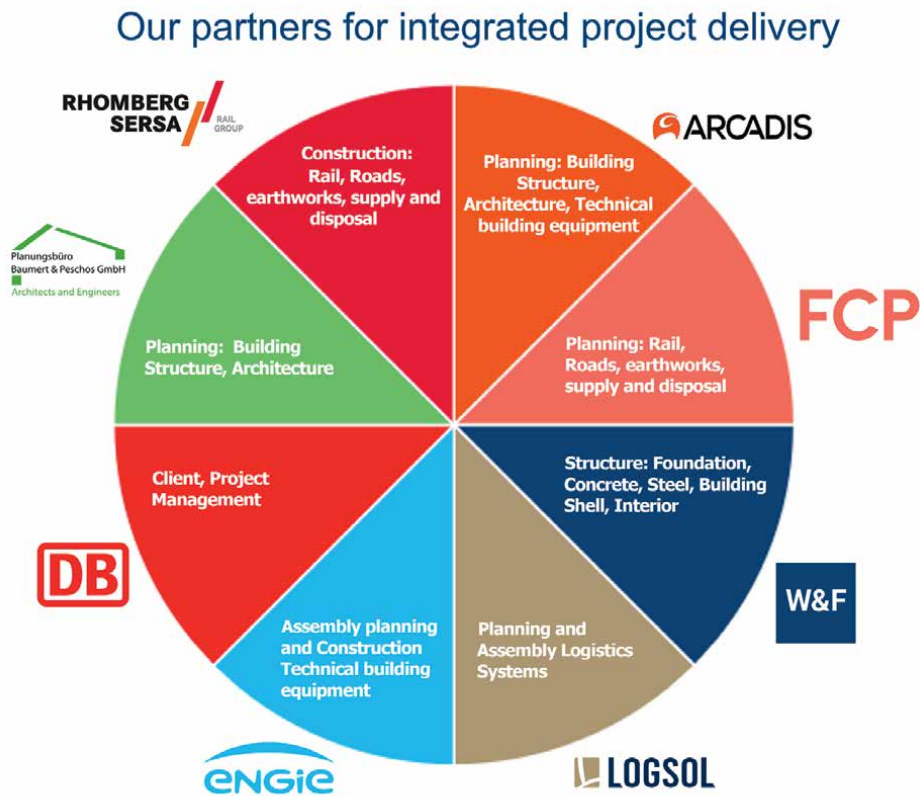 Our partners for integrated project delivery
RHOMBERG
SERSA
RAIL
GROUP
ARCADIS
Construction:
Rail, Roads,
earthworks, supply and
disposal
Planning: Building
Structure,
Architecture, Technical
building equipment
Planungsbüro
Baumert & Peschos GmbH
Architects and Engineers
FCP
Planning: Building
Structure, Architecture
Planning: Rail,
Roads, earthworks,
supply and disposal
Client, Project
Management
Structure: Foundation,
Concrete, Steel, Building
Shell, Interior
DB
W&F
Assembly planning
and Construction
Technical building
equipment
Planning and
Assembly Logistics
Systems
ENGIE
LOGSOL